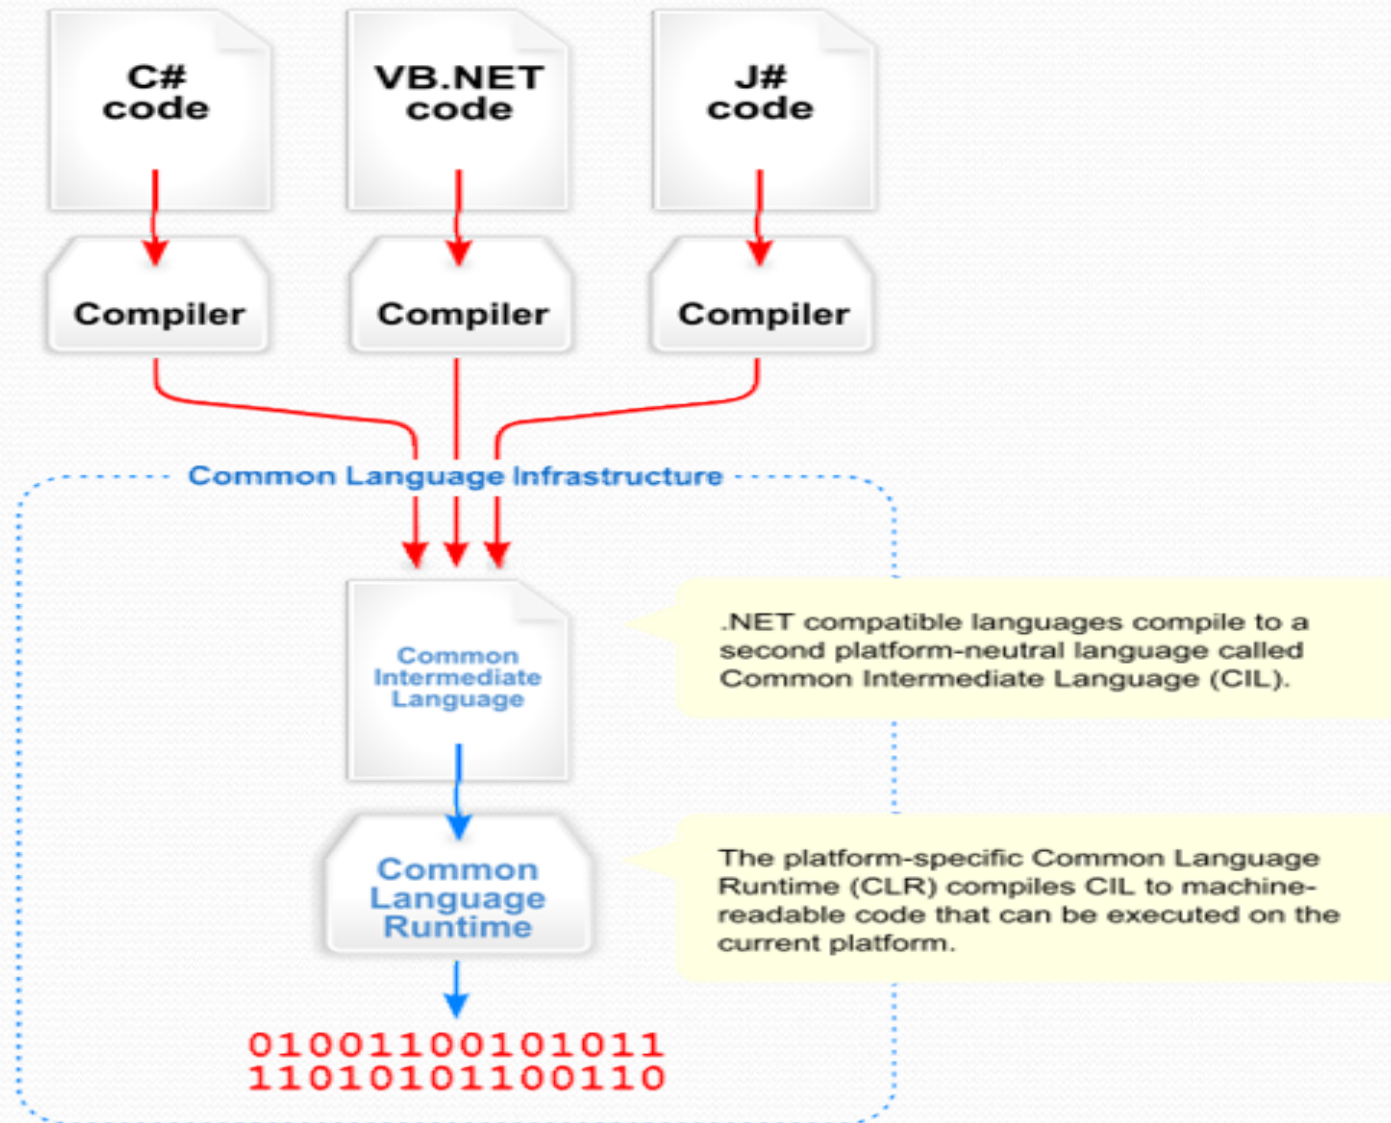 C#
code
VB.NET
code
J#
code
Compiler
Compiler
Compiler
Common Language Infrastructure
Common
Intermediate
Language
.NET compatible languages compile to a
second platform-neutral language called
Common Intermediate Language (CIL).
Common
Language
Runtime
The platform-specific Common Language
Runtime (CLR) compiles CIL to machine-
readable code that can be executed on the
current platform.
01001100101011
11010101100110